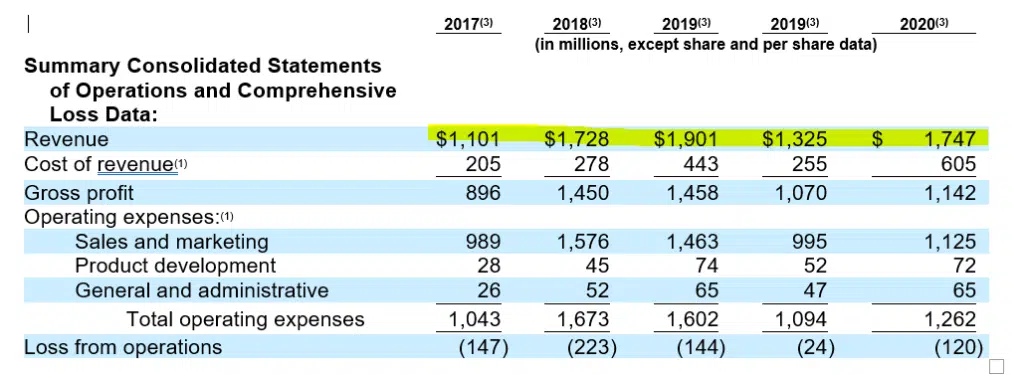 2017(3) 2018(3) 2019(3) 2019(3) 2020(3)
(in millions, except share and per share data)
Summary Consolidated Statements
of Operations and Comprehensive
Loss Data:
Revenue $1,101 $1,728 $1,901 $1,325 $ 1,747
Cost of revenue(1) 205 278 443 255 605
Gross profit 896 1,450 1,458 1,070 1,142
Operating expenses:(1)
Sales and marketing 989 1,576 1,463 995 1,125
Product development 28 45 74 52 72
General and administrative 26 52 65 47 65
Total operating expenses 1,043 1,673 1,602 1,094 1,262
Loss from operations (147) (223) (144) (24) (120)